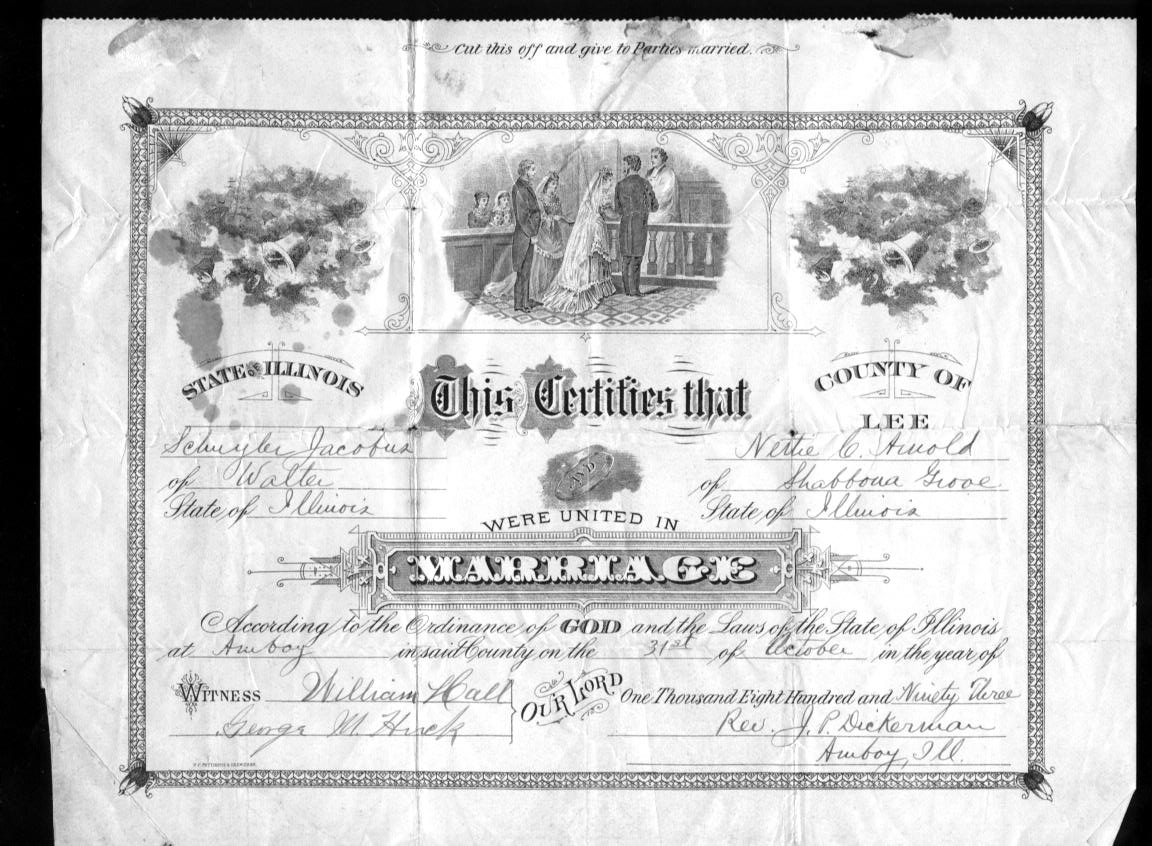 Cut this off and give to Parties married.
STATE OF ILLINOIS
COUNTY OF
LEE
This Certifies that
Schuyler Jacobus
Nettie C. Arnold
AND
of Walter
of Shabbona Grove
State of Illinois
State of Illinois
WERE UNITED IN
MARRIAGE
According to the Ordinance of GOD and the Laws of the State of Illinois
at Amboy in said County on the 31st of October in the year of
WITNESS William Hall
OUR LORD One Thousand Eight Hundred and Ninety Three
George M. Hinck
Rev. J. P. Dickerman
Amboy, Ill.